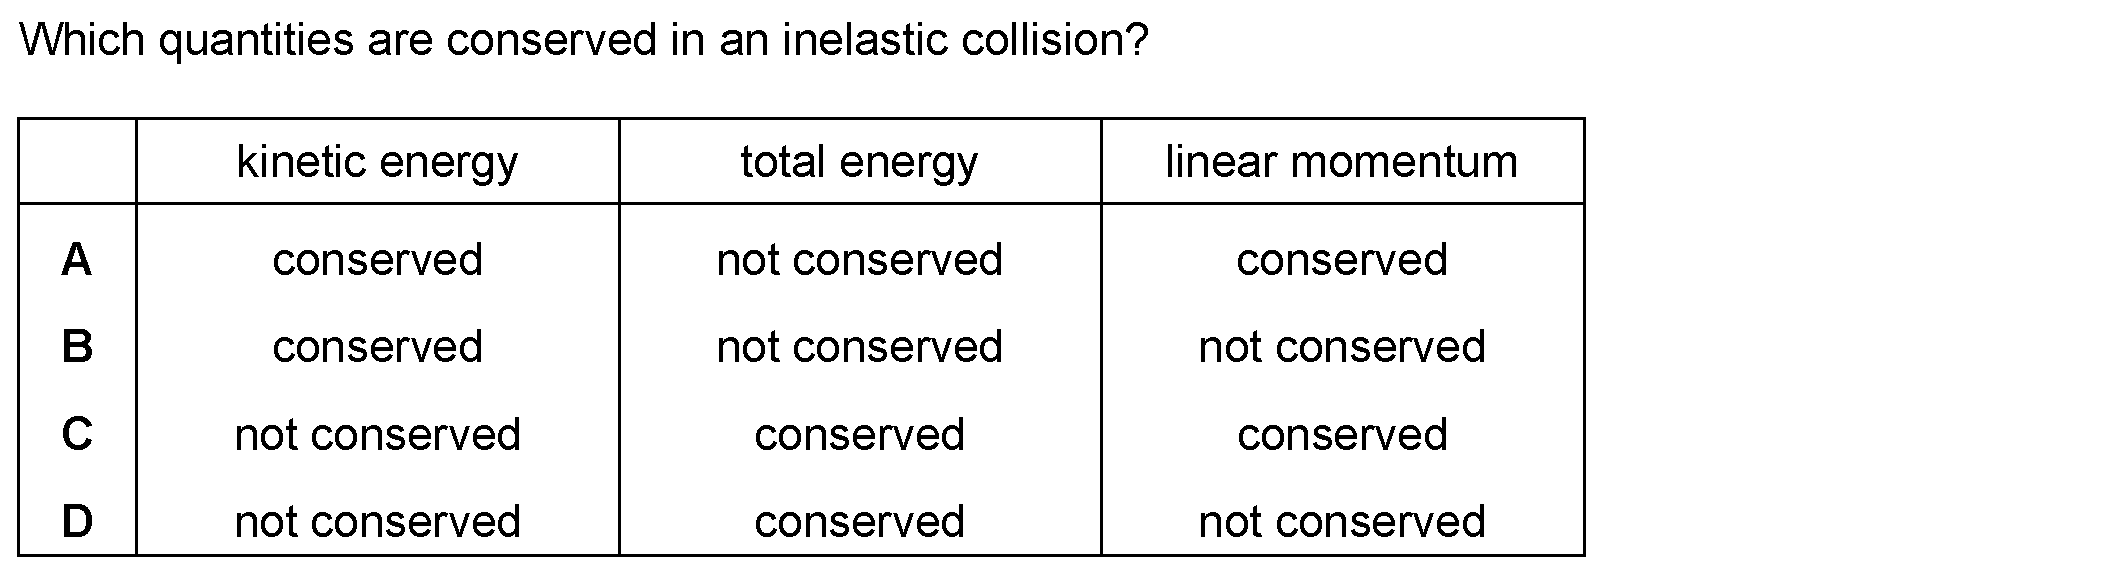 Which quantities are conserved in an inelastic collision?
kinetic energy total energy linear momentum
A conserved not conserved conserved
B conserved not conserved not conserved
C not conserved conserved conserved
D not conserved conserved not conserved